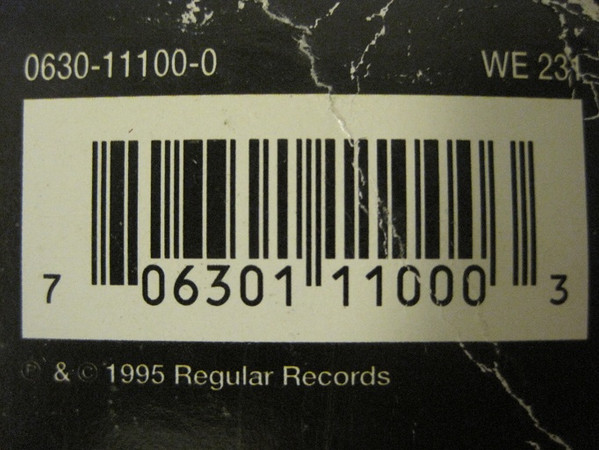 0630-11100-0 WE 231
7 06301 11000 3
℗ & © 1995 Regular Records